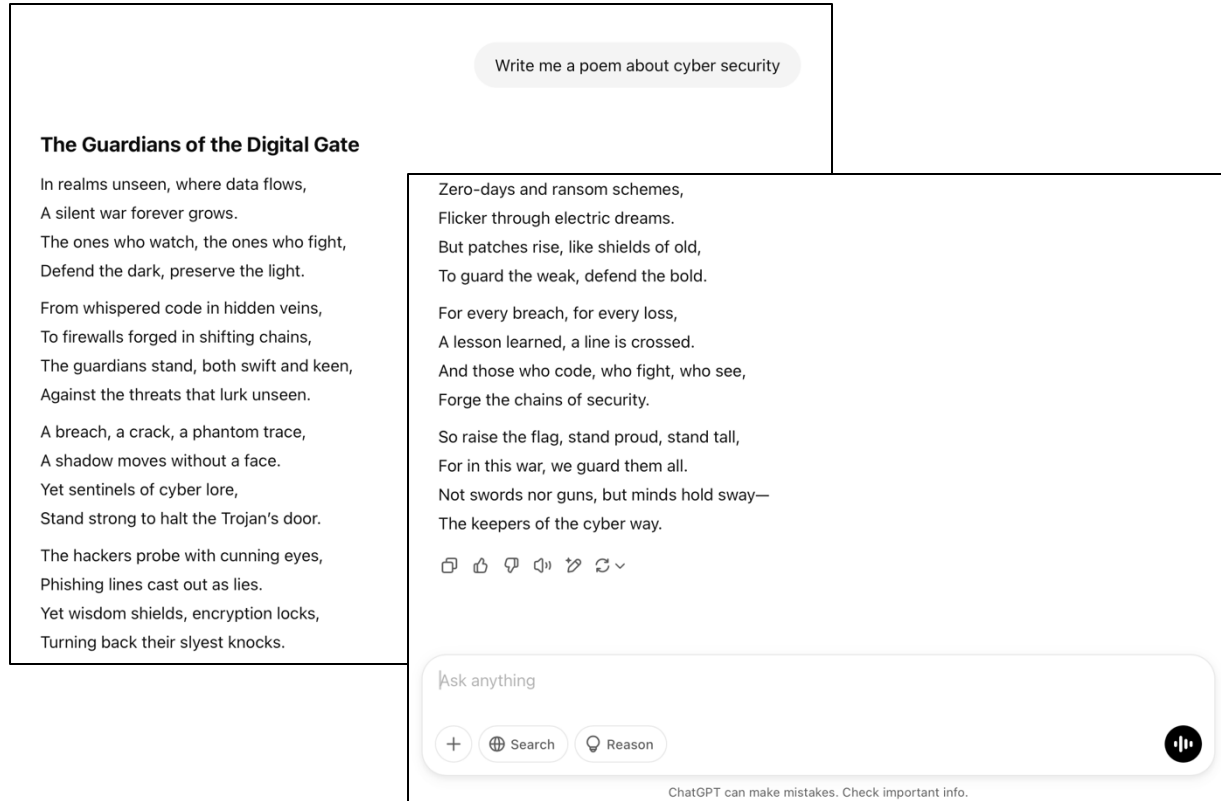 Write me a poem about cyber security
The Guardians of the Digital Gate
In realms unseen, where data flows,
A silent war forever grows.
The ones who watch, the ones who fight,
Defend the dark, preserve the light.
From whispered code in hidden veins,
To firewalls forged in shifting chains,
The guardians stand, both swift and keen,
Against the threats that lurk unseen.
A breach, a crack, a phantom trace,
A shadow moves without a face.
Yet sentinels of cyber lore,
Stand strong to halt the Trojan’s door.
The hackers probe with cunning eyes,
Phishing lines cast out as lies.
Yet wisdom shields, encryption locks,
Turning back their slyest knocks.
Zero-days and ransom schemes,
Flicker through electric dreams.
But patches rise, like shields of old,
To guard the weak, defend the bold.
For every breach, for every loss,
A lesson learned, a line is crossed.
And those who code, who fight, who see,
Forge the chains of security.
So raise the flag, stand proud, stand tall,
For in this war, we guard them all.
Not swords nor guns, but minds hold sway—
The keepers of the cyber way.
Ask anything
Search Reason
ChatGPT can make mistakes. Check important info.